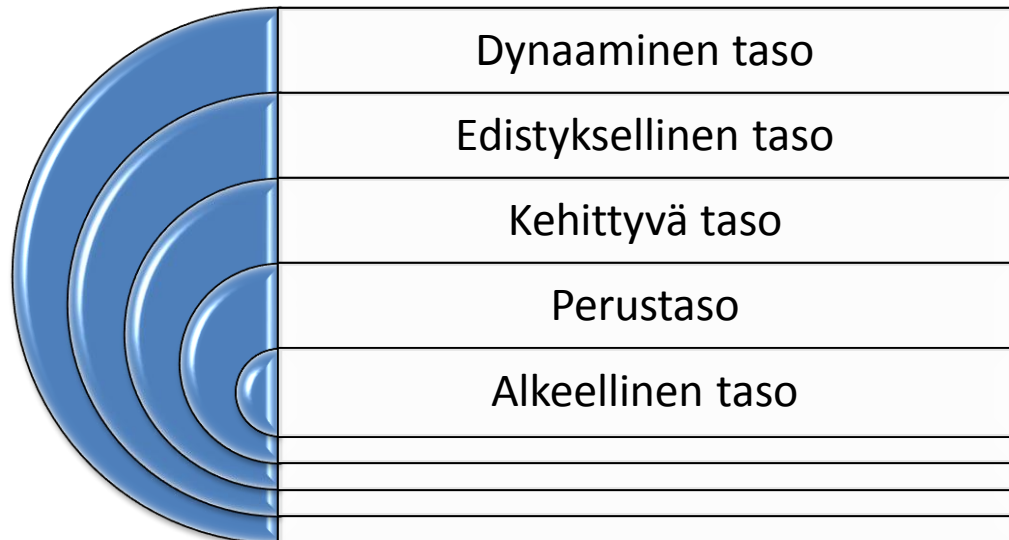 Dynaaminen taso
Edistyksellinen taso
Kehittyvä taso
Perustaso
Alkeellinen taso